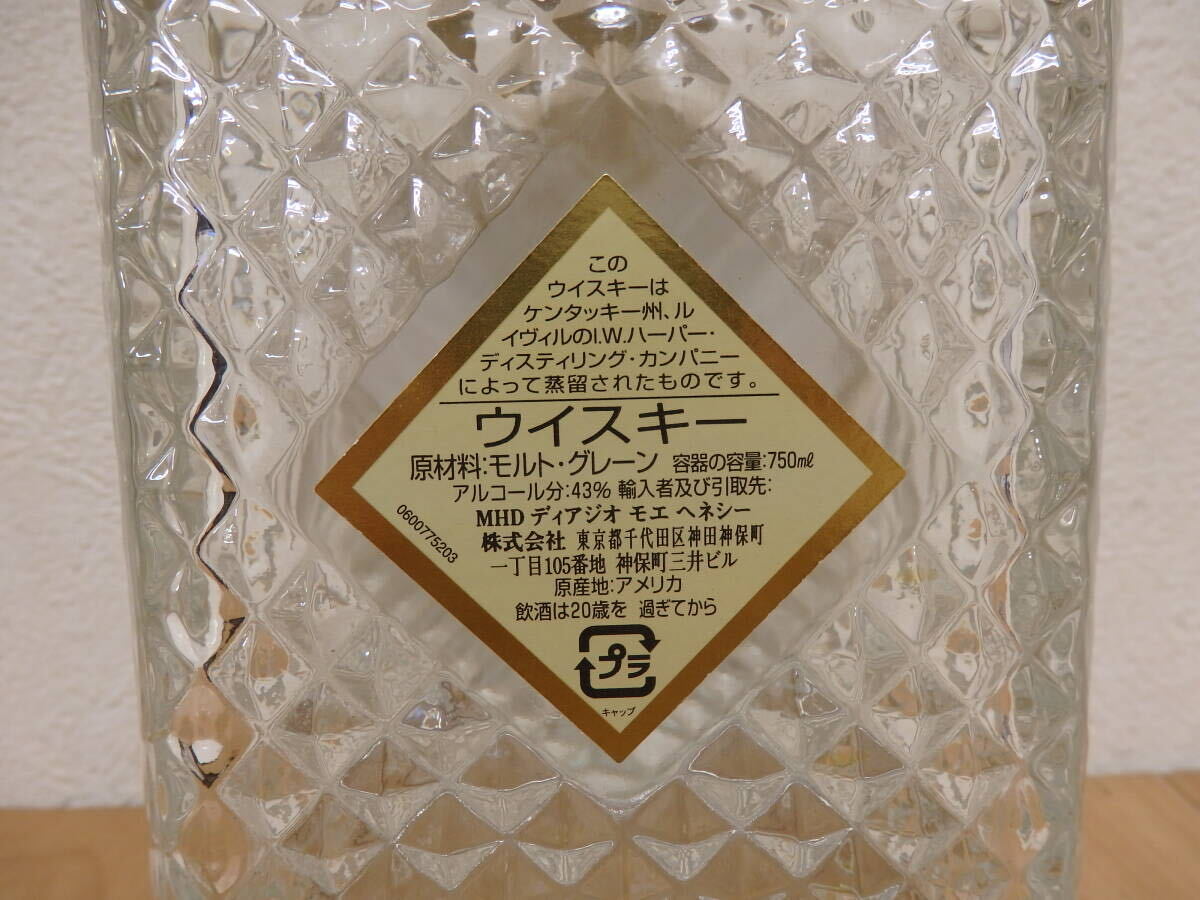 この
ウイスキーは
ケンタッキー州、ル
イヴィルのI.W.ハーパー・
ディスティリング・カンパニー
によって蒸留されたものです。
ウイスキー
原材料:モルト・グレーン 容器の容量:750㎖
アルコール分:43% 輸入者及び引取先:
MHD ディアジオ モエ ヘネシー
株式会社 東京都千代田区神田神保町
一丁目105番地 神保町三井ビル
原産地:アメリカ
飲酒は20歳を 過ぎてから
0600775203
プラ
キャップ